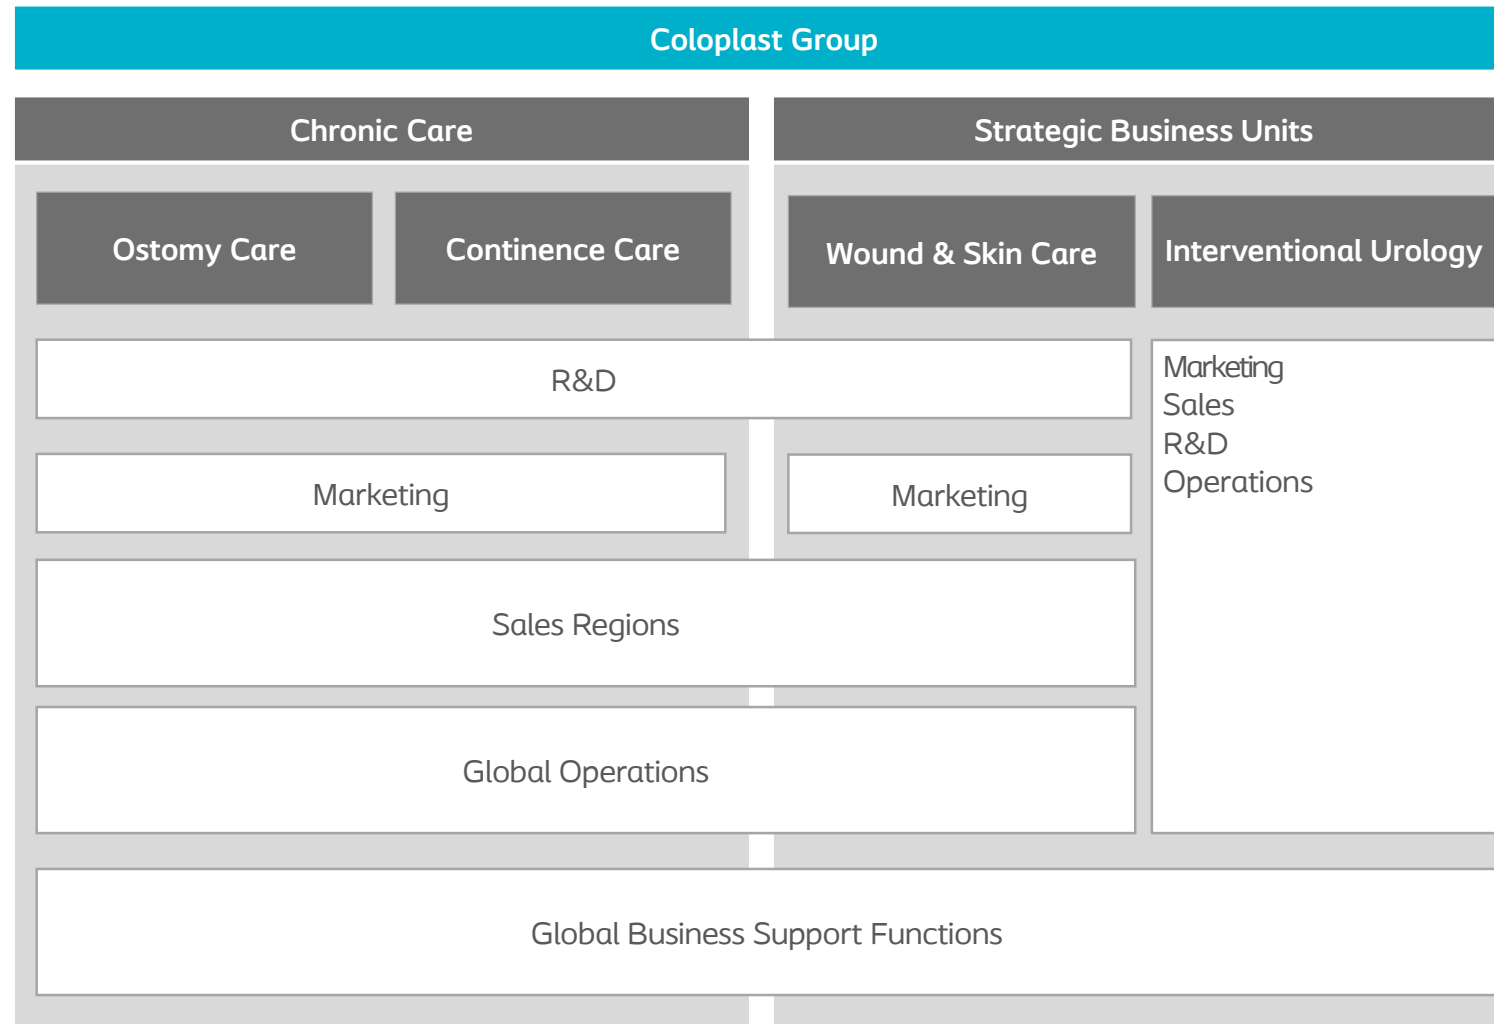 Coloplast Group
Chronic Care
Strategic Business Units
Ostomy Care
Continence Care
Wound & Skin Care
Interventional Urology
R&D
Marketing
Marketing
Sales Regions
Global Operations
Marketing
Sales
R&D
Operations
Global Business Support Functions